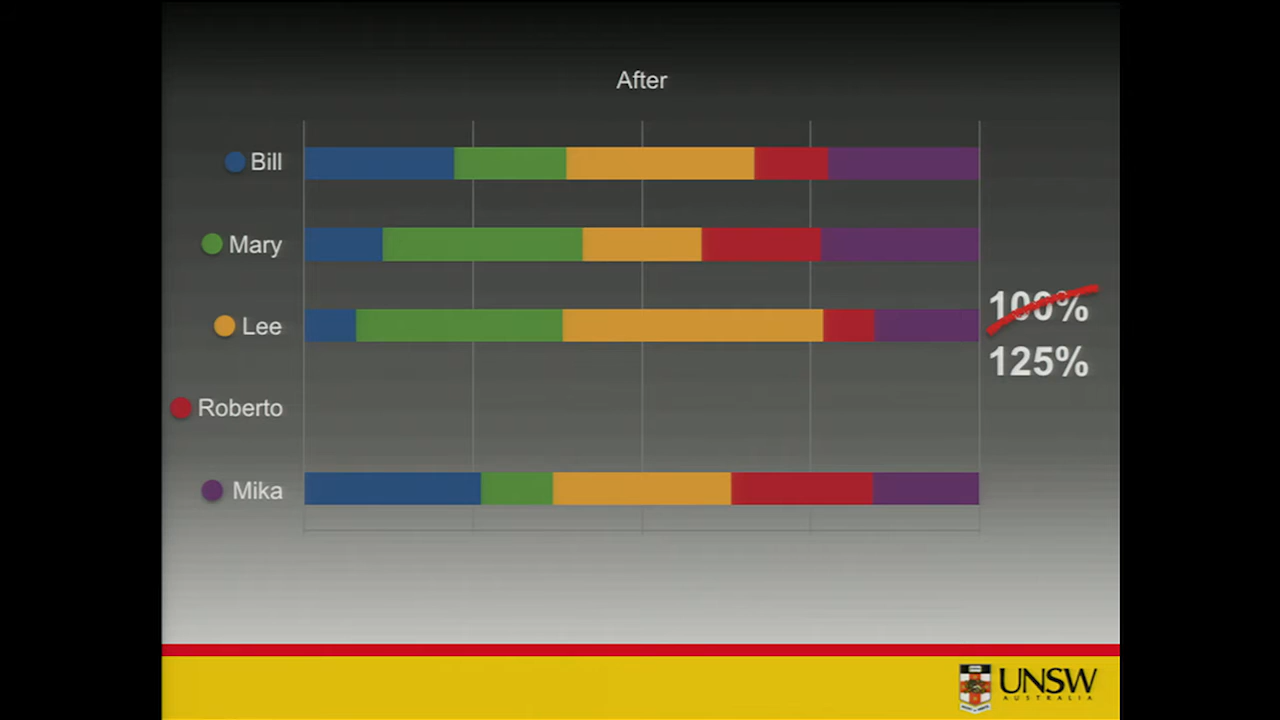 After
Bill
Mary
100%
Lee
125%
Roberto
Mika
UNSW
AUSTRALIA